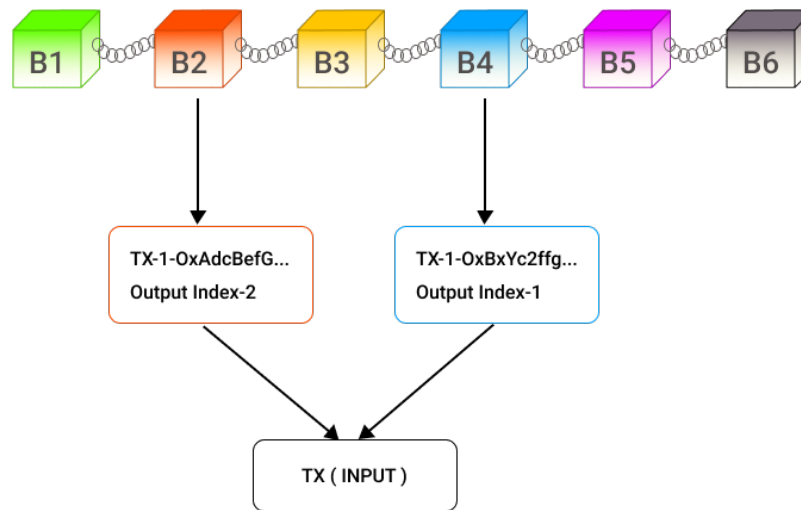 B1
B2
B3
B4
B5
B6
TX-1-OxAdcBefG...
Output Index-2
TX-1-OxBxYc2ffg...
Output Index-1
TX ( INPUT )